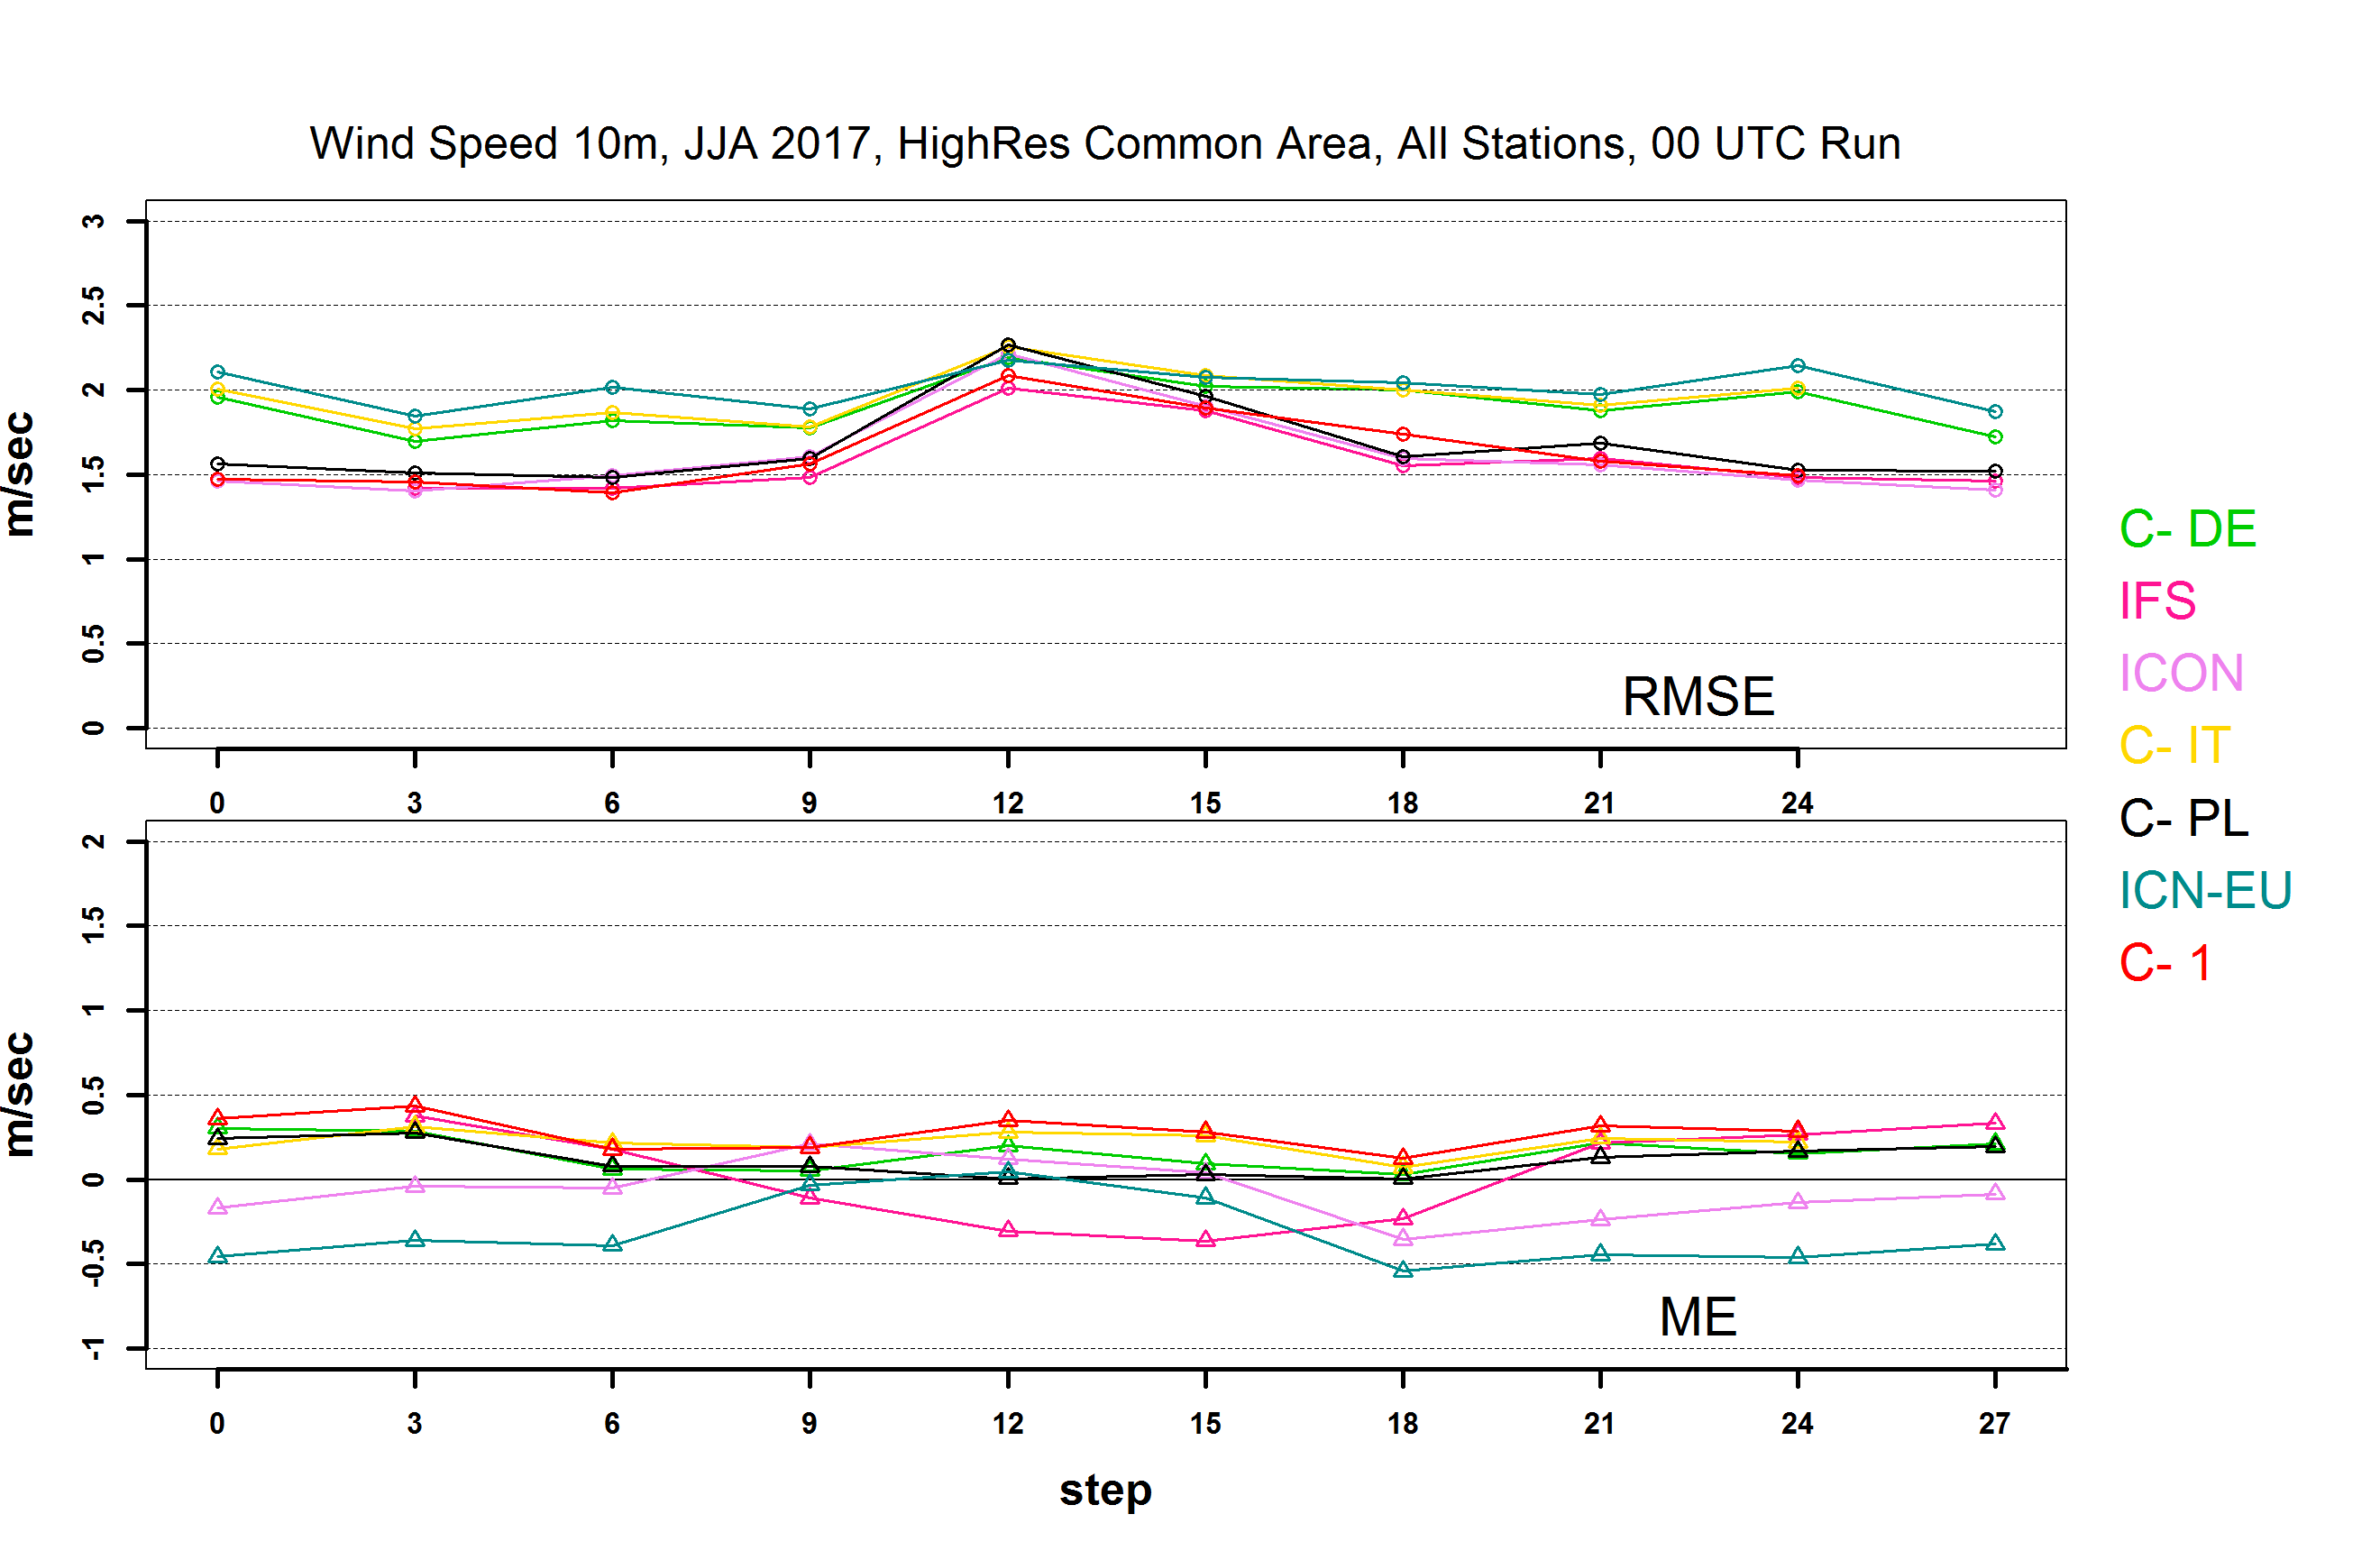 Wind Speed 10m, JJA 2017, HighRes Common Area, All Stations, 00 UTC Run
m/sec
3
2.5
2
1.5
1
0.5
0
RMSE
0 3 6 9 12 15 18 21 24
m/sec
2
1.5
1
0.5
0
-0.5
-1
ME
0 3 6 9 12 15 18 21 24 27
step
C- DE
IFS
ICON
C- IT
C- PL
ICN-EU
C- 1